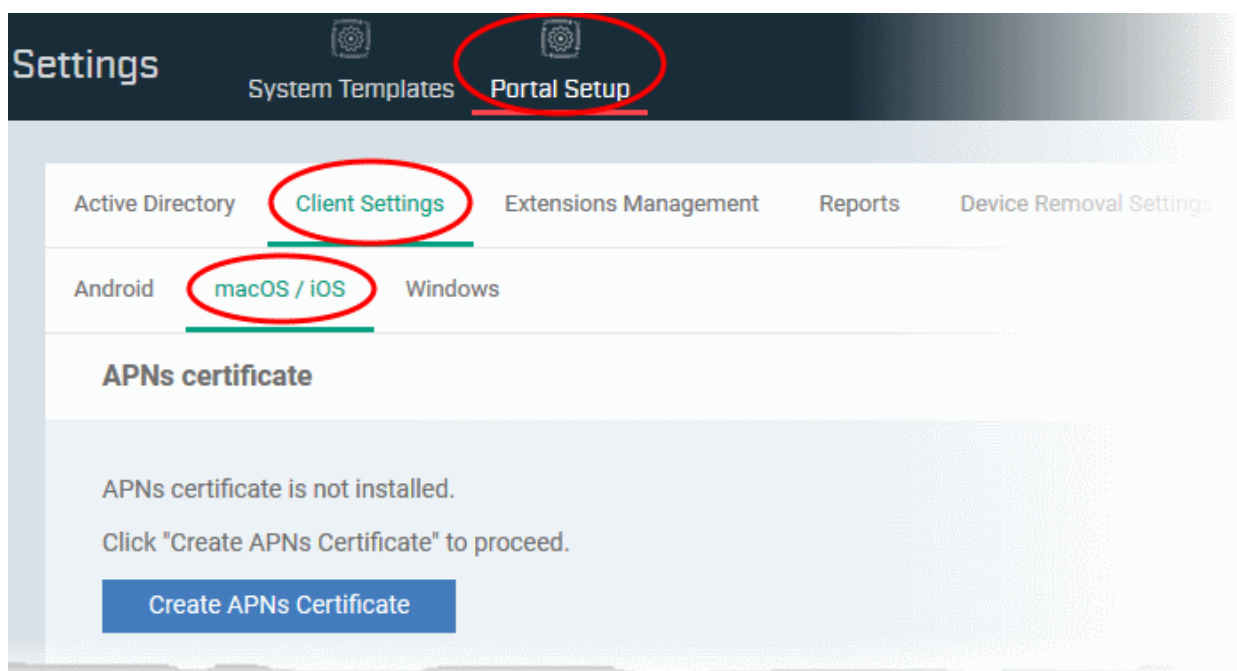 Settings
System Templates Portal Setup
Active Directory Client Settings Extensions Management Reports Device Removal Settings
Android macOS / iOS Windows
APNs certificate
APNs certificate is not installed.
Click "Create APNs Certificate" to proceed.
Create APNs Certificate